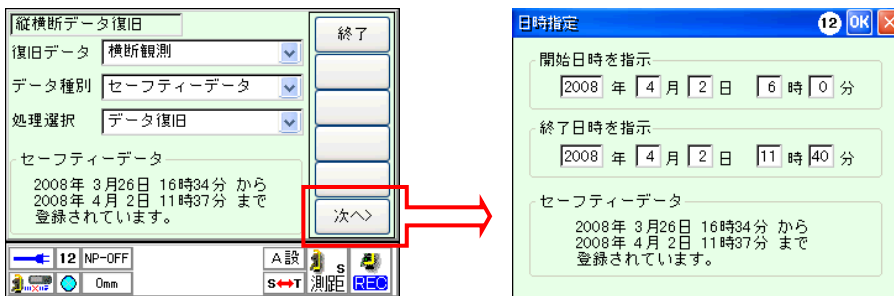 縦横断データ復旧
終了
復旧データ 横断観測
データ種別 セーフティーデータ
処理選択 データ復旧
セーフティーデータ
2008年 3月26日 16時34分 から
2008年 4月 2日 11時37分 まで
登録されています。
次へ>
12 NP-OFF A設
0mm S↔T 測距 S REC
日時指定 12 OK
開始日時を指示
2008 年 4 月 2 日 6 時 0 分
終了日時を指示
2008 年 4 月 2 日 11 時 40 分
セーフティーデータ
2008年 3月26日 16時34分 から
2008年 4月 2日 11時37分 まで
登録されています。